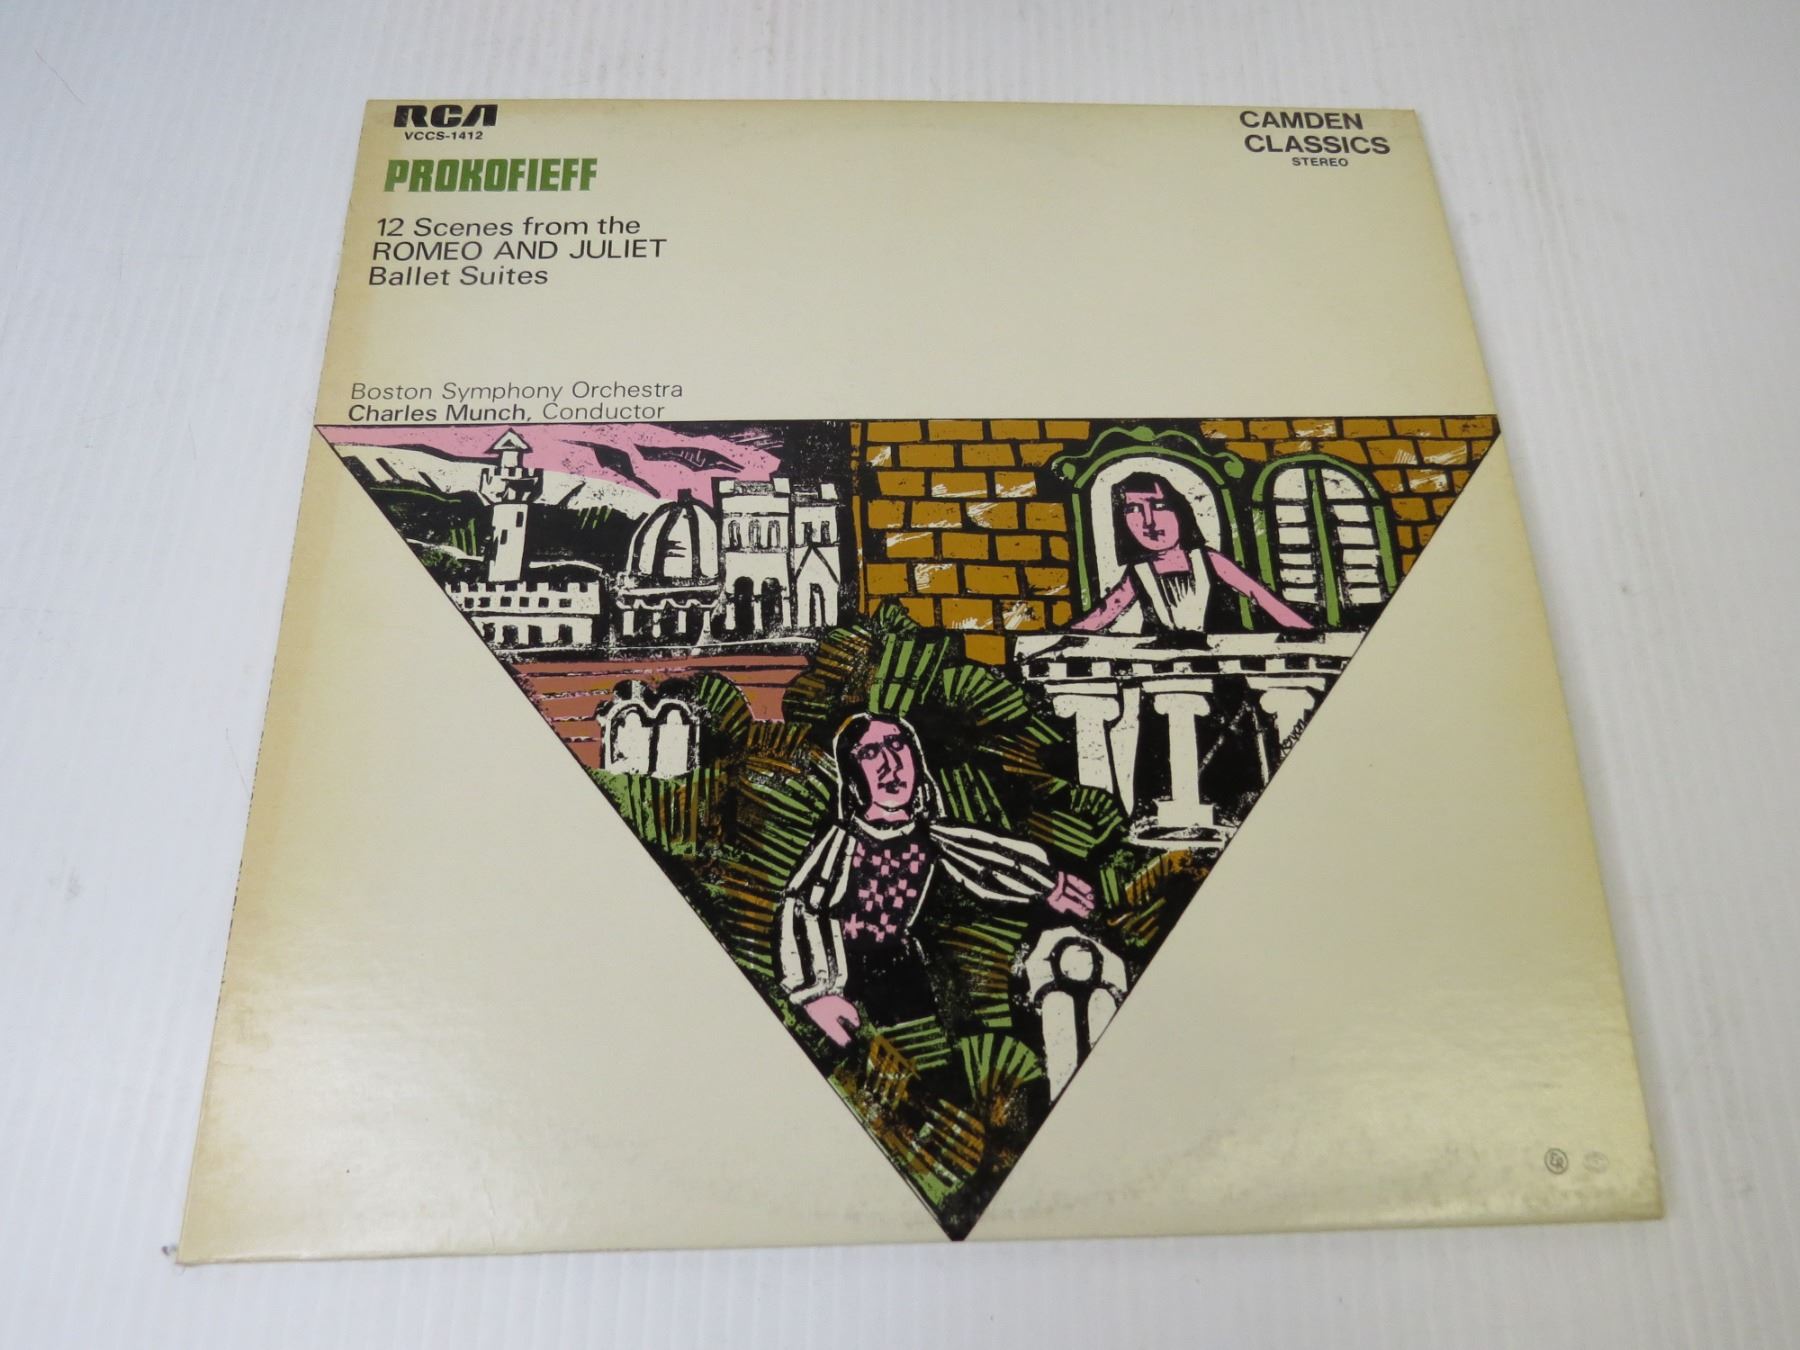 RCA
VCCS-1412
PROKOFIEFF
12 Scenes from the
ROMEO AND JULIET
Ballet Suites
Boston Symphony Orchestra
Charles Munch, Conductor
CAMDEN
CLASSICS
STEREO